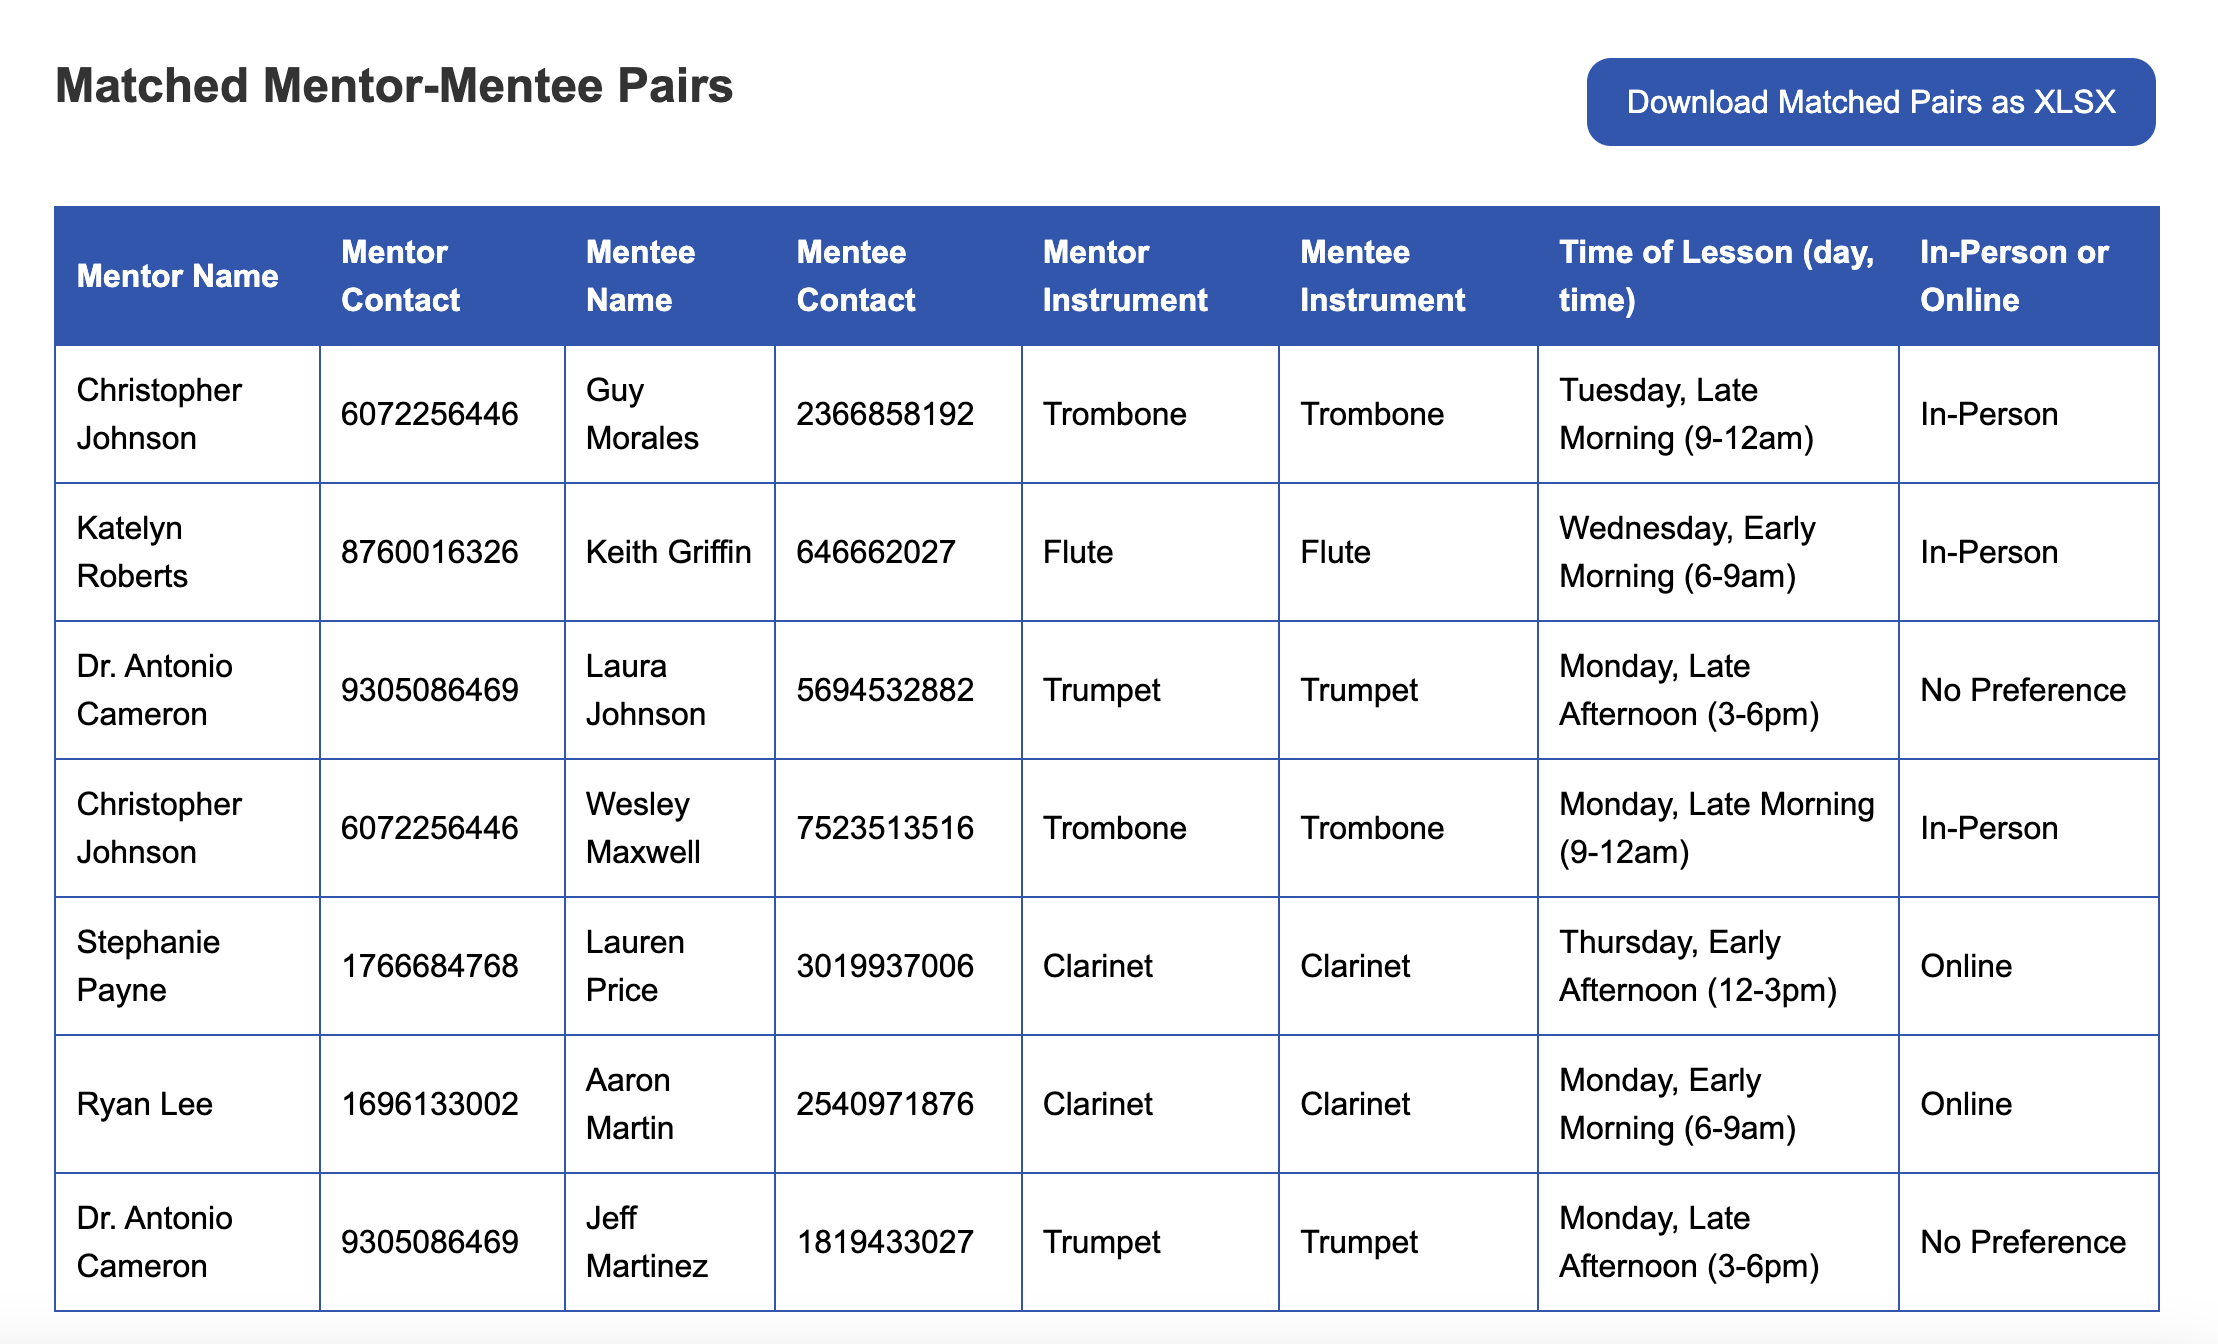 Matched Mentor-Mentee Pairs
Download Matched Pairs as XLSX
Mentor Name
Mentor
Contact
Mentee
Name
Mentee
Contact
Mentor
Instrument
Mentee
Instrument
Time of Lesson (day,
time)
In-Person or
Online
Christopher
Johnson
6072256446
Guy
Morales
2366858192
Trombone
Trombone
Tuesday, Late
Morning (9-12am)
In-Person
Katelyn
Roberts
8760016326
Keith Griffin
646662027
Flute
Flute
Wednesday, Early
Morning (6-9am)
In-Person
Dr. Antonio
Cameron
9305086469
Laura
Johnson
5694532882
Trumpet
Trumpet
Monday, Late
Afternoon (3-6pm)
No Preference
Christopher
Johnson
6072256446
Wesley
Maxwell
7523513516
Trombone
Trombone
Monday, Late Morning
(9-12am)
In-Person
Stephanie
Payne
1766684768
Lauren
Price
3019937006
Clarinet
Clarinet
Thursday, Early
Afternoon (12-3pm)
Online
Ryan Lee
1696133002
Aaron
Martin
2540971876
Clarinet
Clarinet
Monday, Early
Morning (6-9am)
Online
Dr. Antonio
Cameron
9305086469
Jeff
Martinez
1819433027
Trumpet
Trumpet
Monday, Late
Afternoon (3-6pm)
No Preference